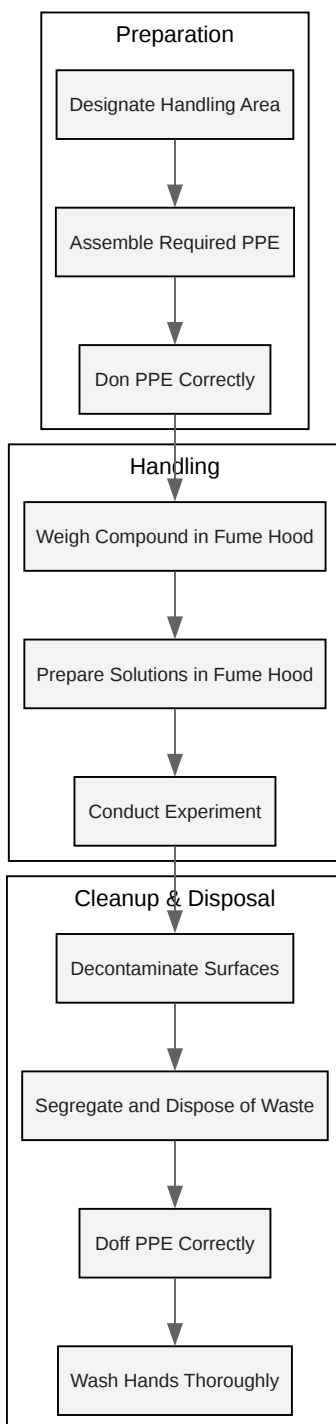 Preparation
Designate Handling Area
Assemble Required PPE
Don PPE Correctly
Handling
Weigh Compound in Fume Hood
Prepare Solutions in Fume Hood
Conduct Experiment
Cleanup & Disposal
Decontaminate Surfaces
Segregate and Dispose of Waste
Doff PPE Correctly
Wash Hands Thoroughly